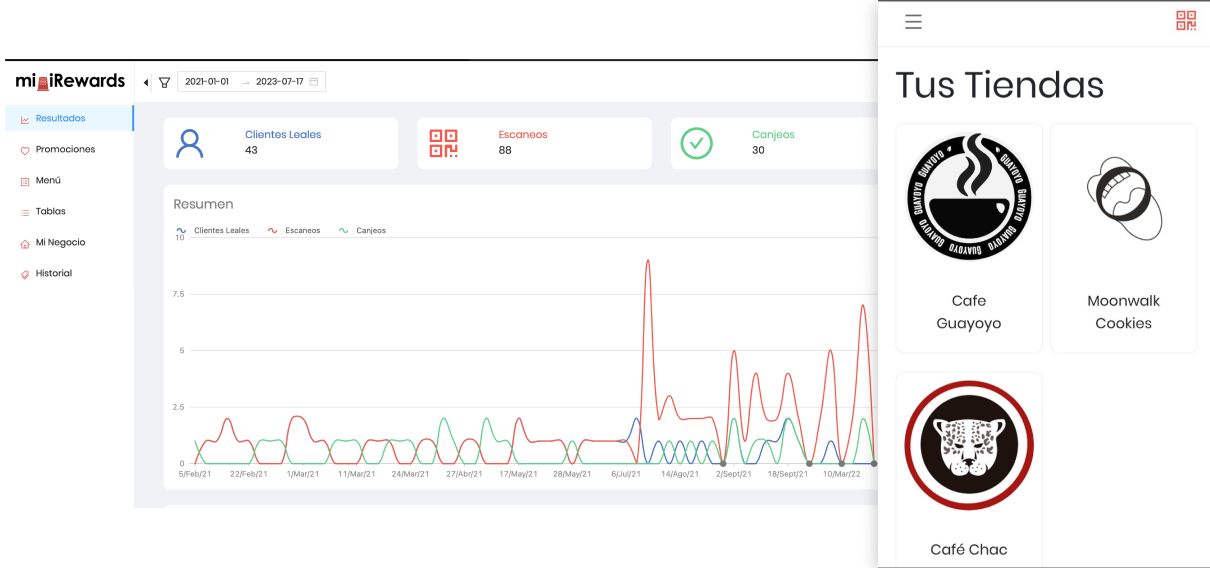 miniRewards
2021-01-01 → 2023-07-17
Resultados
Promociones
Menú
Tablas
Mi Negocio
Historial
Clientes Leales
43
Escaneos
88
Canjeos
30
Resumen
Clientes Leales Escaneos Canjeos
10
7.5
5
2.5
0
5/Feb/21 22/Feb/21 1/Mar/21 11/Mar/21 24/Mar/21 27/Abr/21 17/May/2 28/May/21 6/Jul/21 14/Ago/21 2/Sept/21 18/Sept/21 10/Mar/22
Tus Tiendas
GUAYOYO GUAYOYO GUAYOYO GUAYOYO GUAYOYO GUAYOYO
Cafe
Guayoyo
Moonwalk
Cookies
Café Chac